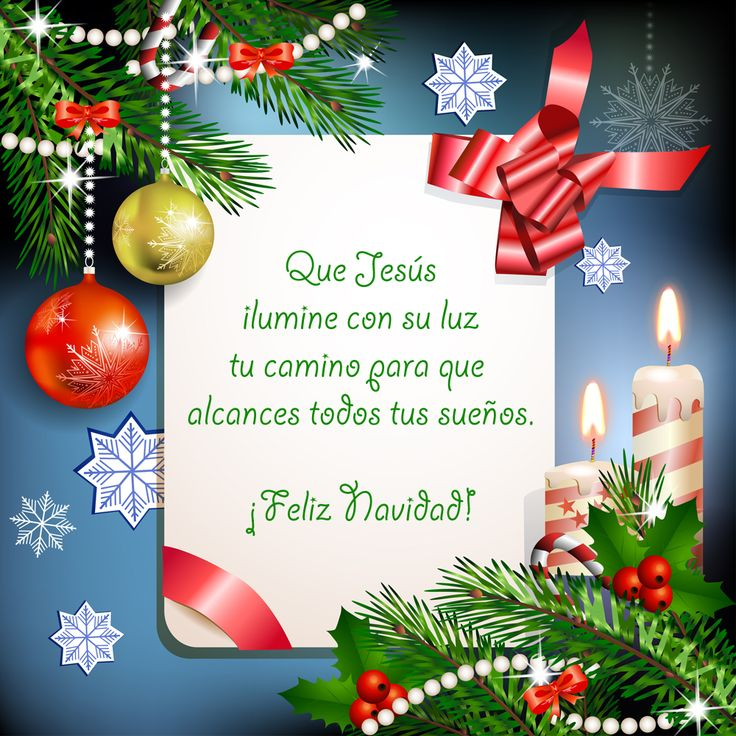 Que Jesús
ilumine con su luz
tu camino para que
alcances todos tus sueños.
¡Feliz Navidad!